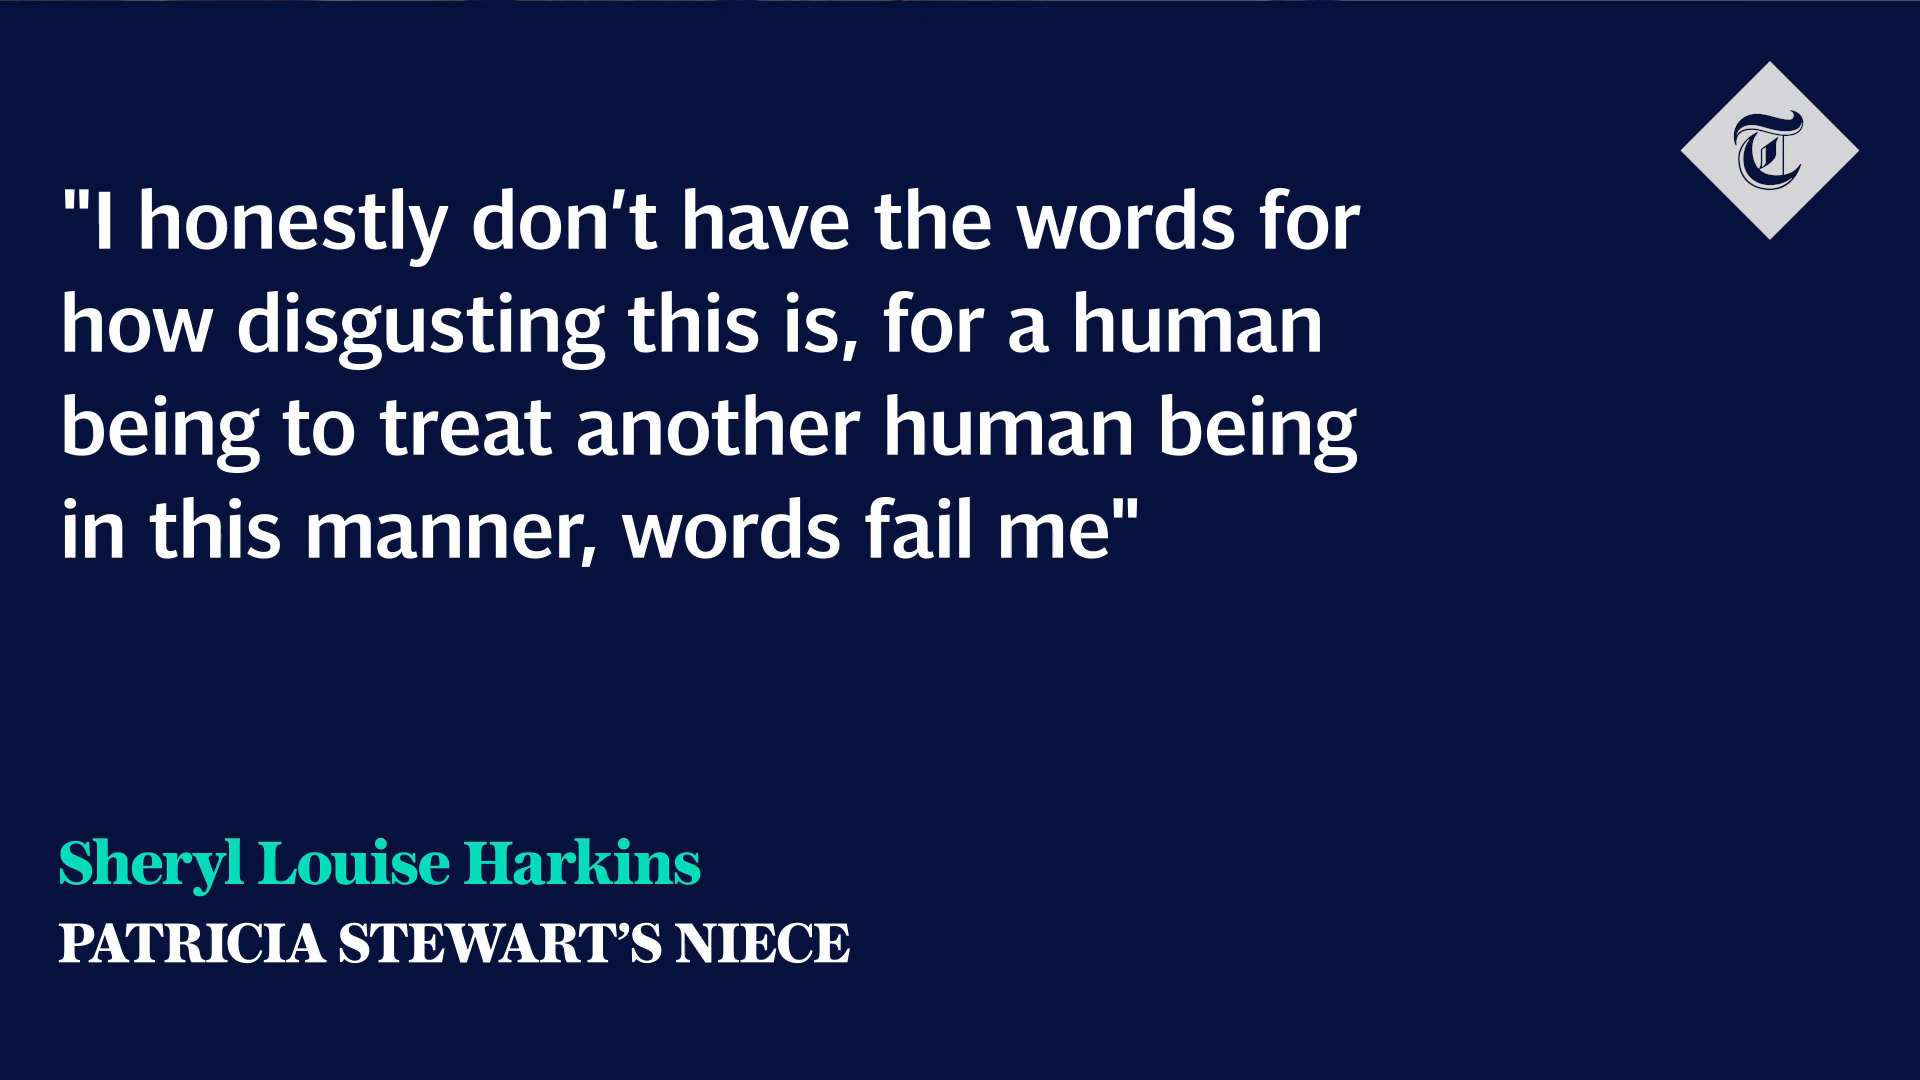 T
"I honestly don't have the words for
how disgusting this is, for a human
being to treat another human being
in this manner, words fail me"
Sheryl Louise Harkins
PATRICIA STEWART’S NIECE